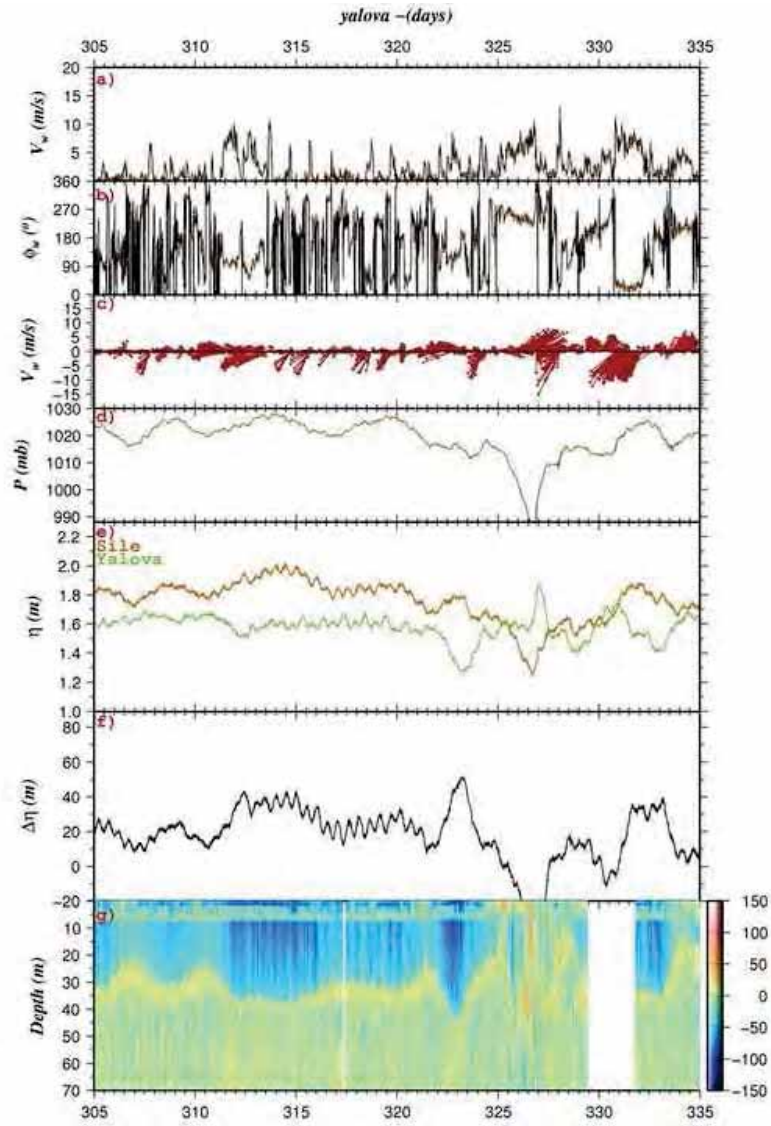 yalova –(days)
305 310 315 320 325 330 335
a)
20
15
10
5
V_w (m/s)
b)
360
270
180
90
0
ϕ_w (°)
c)
15
10
5
0
−5
−10
−15
V_w (m/s)
d)
1030
1020
1010
1000
990
P (mb)
e)
Sile
Yalova
2.2
2.0
1.8
1.6
1.4
1.2
1.0
η (m)
f)
80
60
40
20
0
−20
Δη (m)
g)
10
20
30
40
50
60
70
Depth (m)
150
100
50
0
−50
−100
−150
305 310 315 320 325 330 335